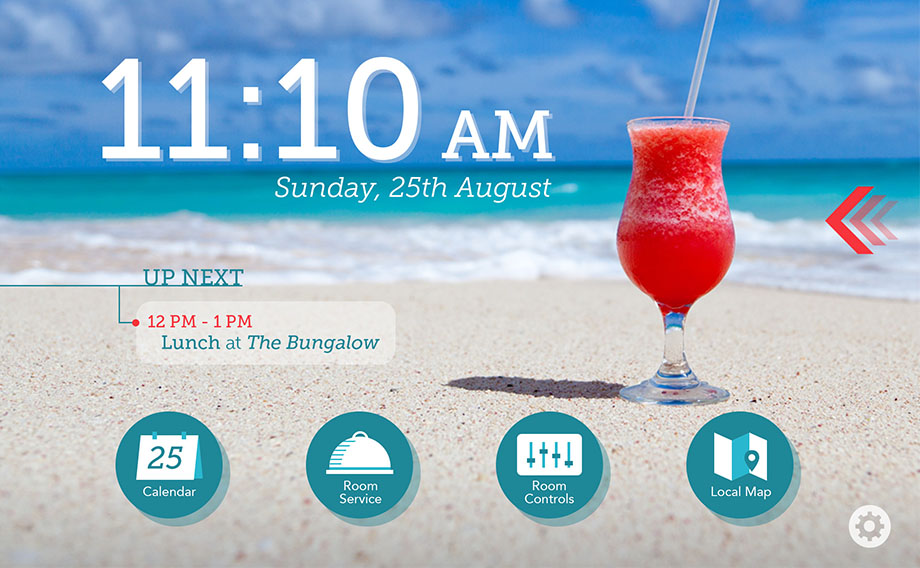 11:10 AM
Sunday, 25th August
UP NEXT
12 PM - 1 PM
Lunch at The Bungalow
25
Calendar
Room
Service
Room
Controls
Local Map